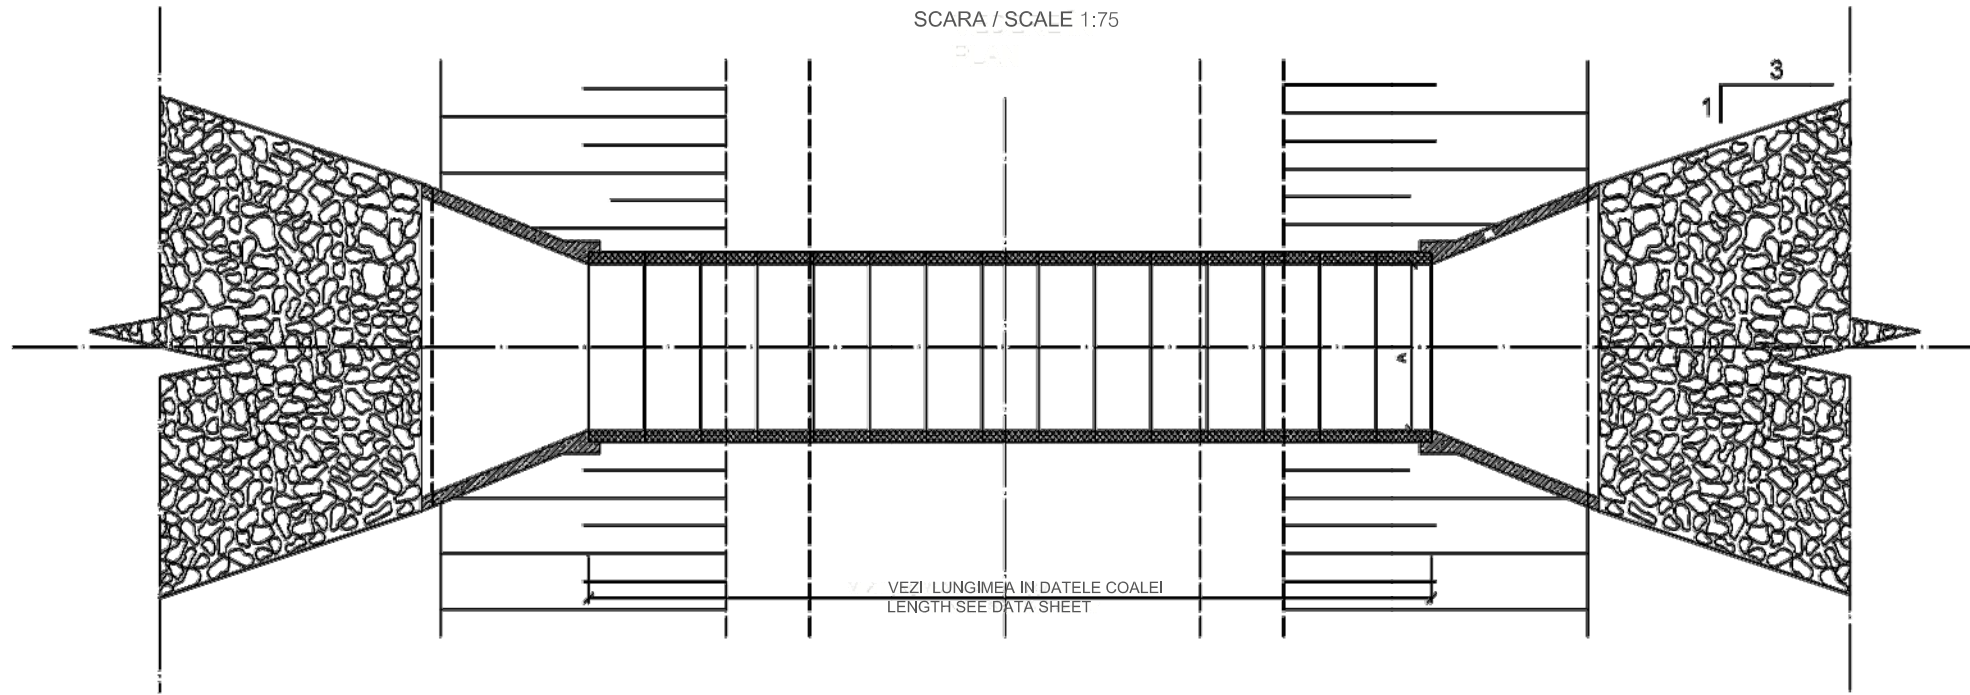 SCARA / SCALE 1:75
3
1
A
VEZI LUNGIMEA IN DATELE COALEI
LENGTH SEE DATA SHEET